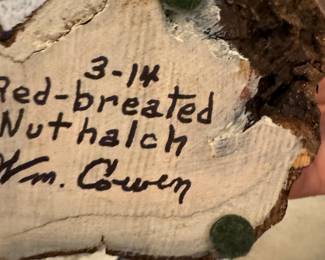 3-14
Red-breated
Nuthalch
Wm. Cowen